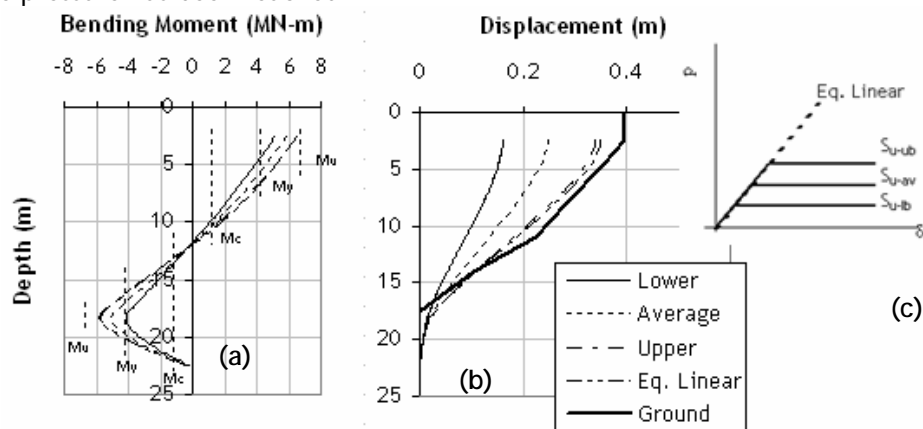 Bending Moment (MN-m)
-8 -6 -4 -2 0 2 4 6 8
0
5
10
15
20
25
Depth (m)
Mu
My
Mc
Mu
My
Mc
(a)
Displacement (m)
0 0.2 0.4
0
5
10
15
20
25
(b)
Lower
Average
Upper
Eq. Linear
Ground
P
Eq. Linear
Su-ub
Su-av
Su-lb
δ
(c)